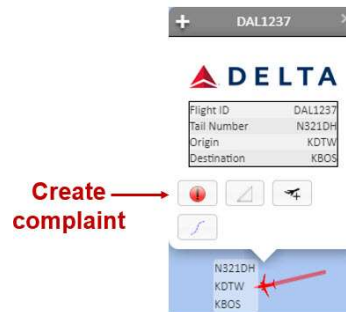 DAL1237
DELTA
Flight ID DAL1237
Tail Number N321DH
Origin KDTW
Destination KBOS
Create
complaint
N321DH
KDTW
KBOS